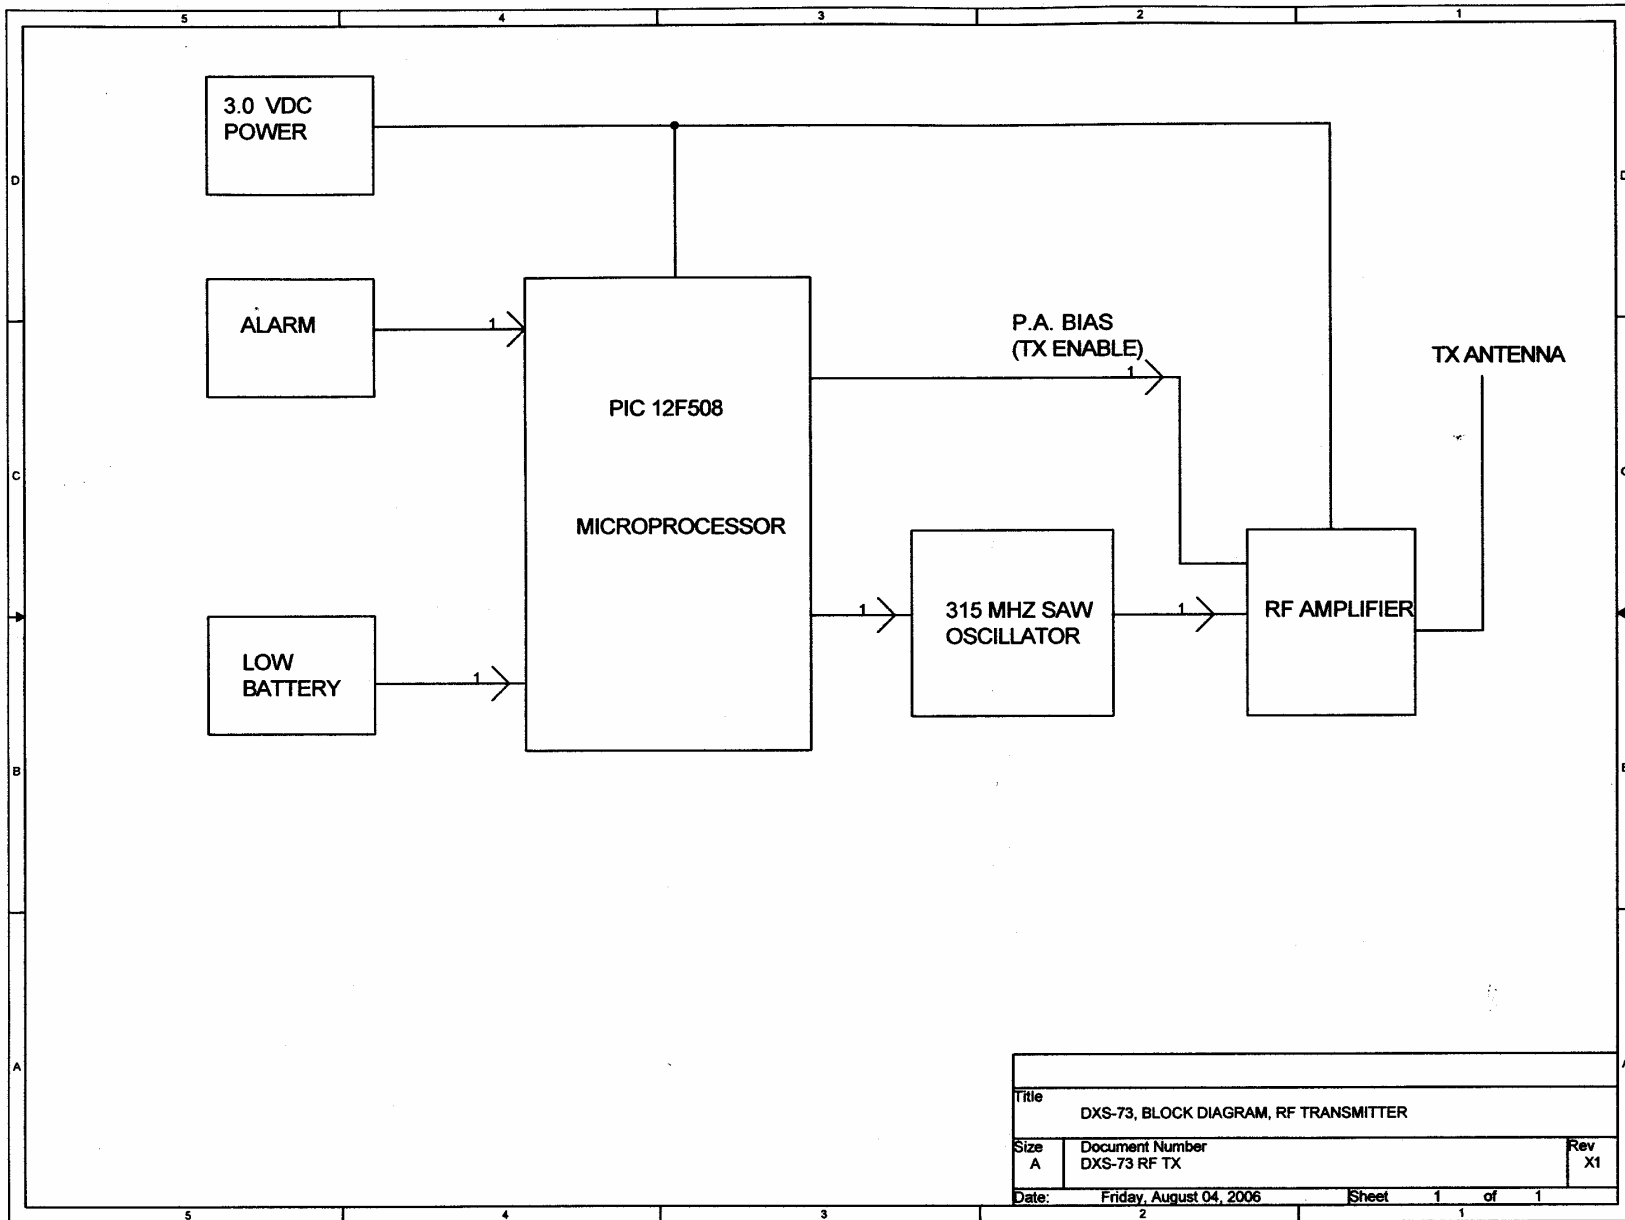 5 4 3 2 1
3.0 VDC
POWER
D D
ALARM
1
P.A. BIAS
(TX ENABLE)
1
TX ANTENNA
PIC 12F508
MICROPROCESSOR
C C
1
315 MHZ SAW
OSCILLATOR
1
RF AMPLIFIER
LOW
BATTERY
1
B B
A A
Title
DXS-73, BLOCK DIAGRAM, RF TRANSMITTER
Size Document Number Rev
A DXS-73 RF TX X1
Date: Friday, August 04, 2006 Sheet 1 of 1
5 4 3 2 1